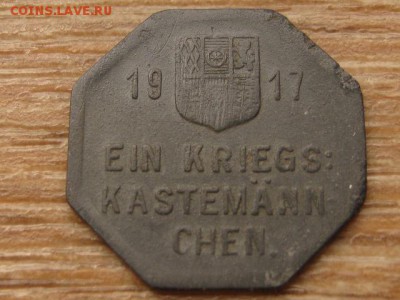 COINS.LAVE.RU
19 17
EIN KRIEGS:
KASTEMÄNN
CHEN.